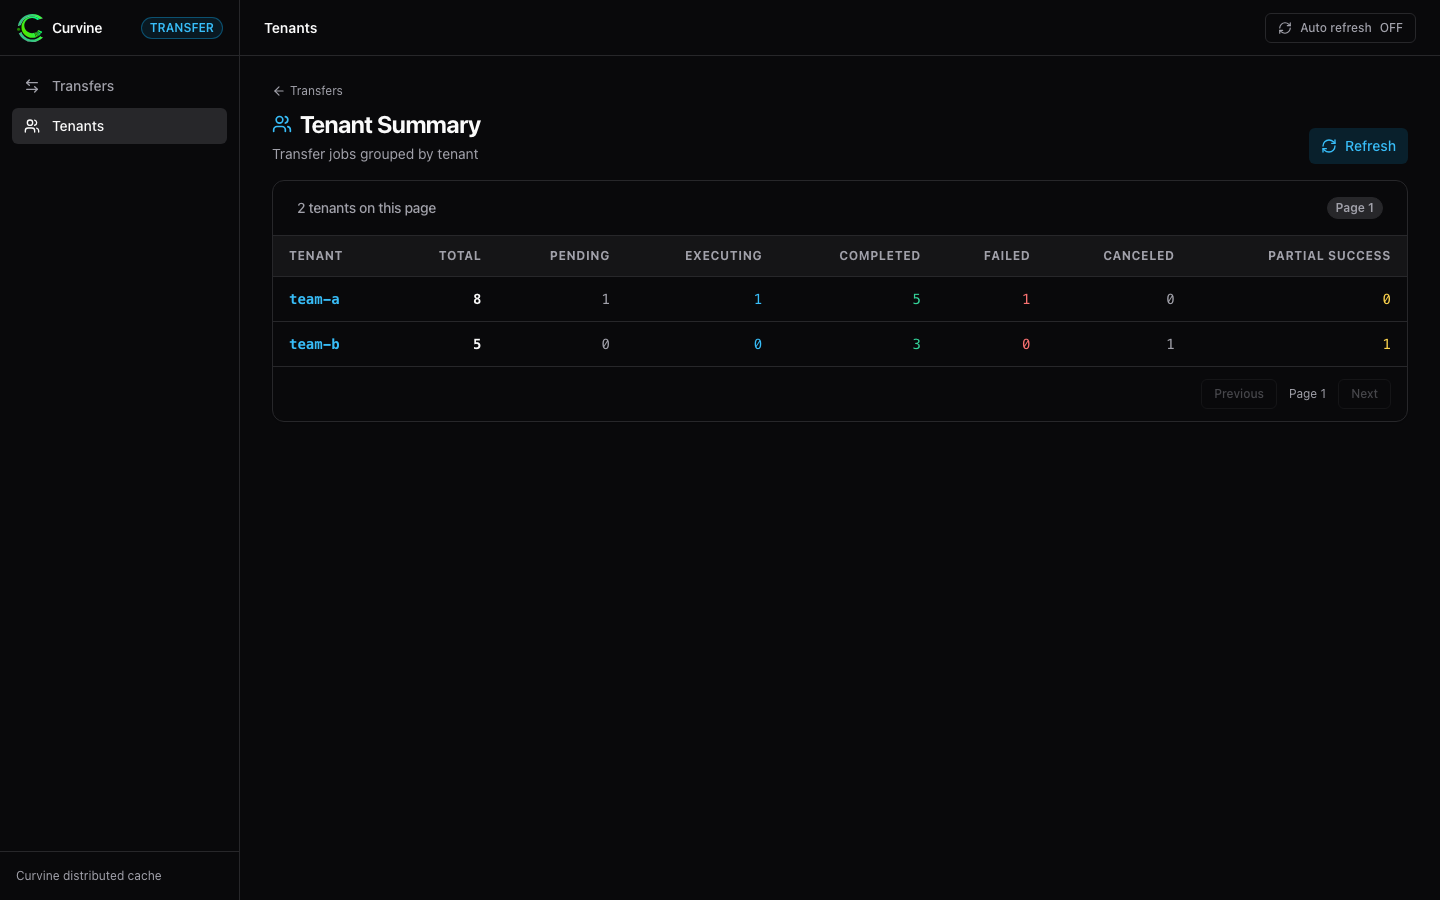 Curvine TRANSFER
Tenants
Auto refresh OFF
Transfers
Tenants
Transfers
Tenant Summary
Transfer jobs grouped by tenant
Refresh
2 tenants on this page
Page 1
TENANT TOTAL PENDING EXECUTING COMPLETED FAILED CANCELED PARTIAL SUCCESS
team-a 8 1 1 5 1 0 0
team-b 5 0 0 3 0 1 1
Previous Page 1 Next
Curvine distributed cache